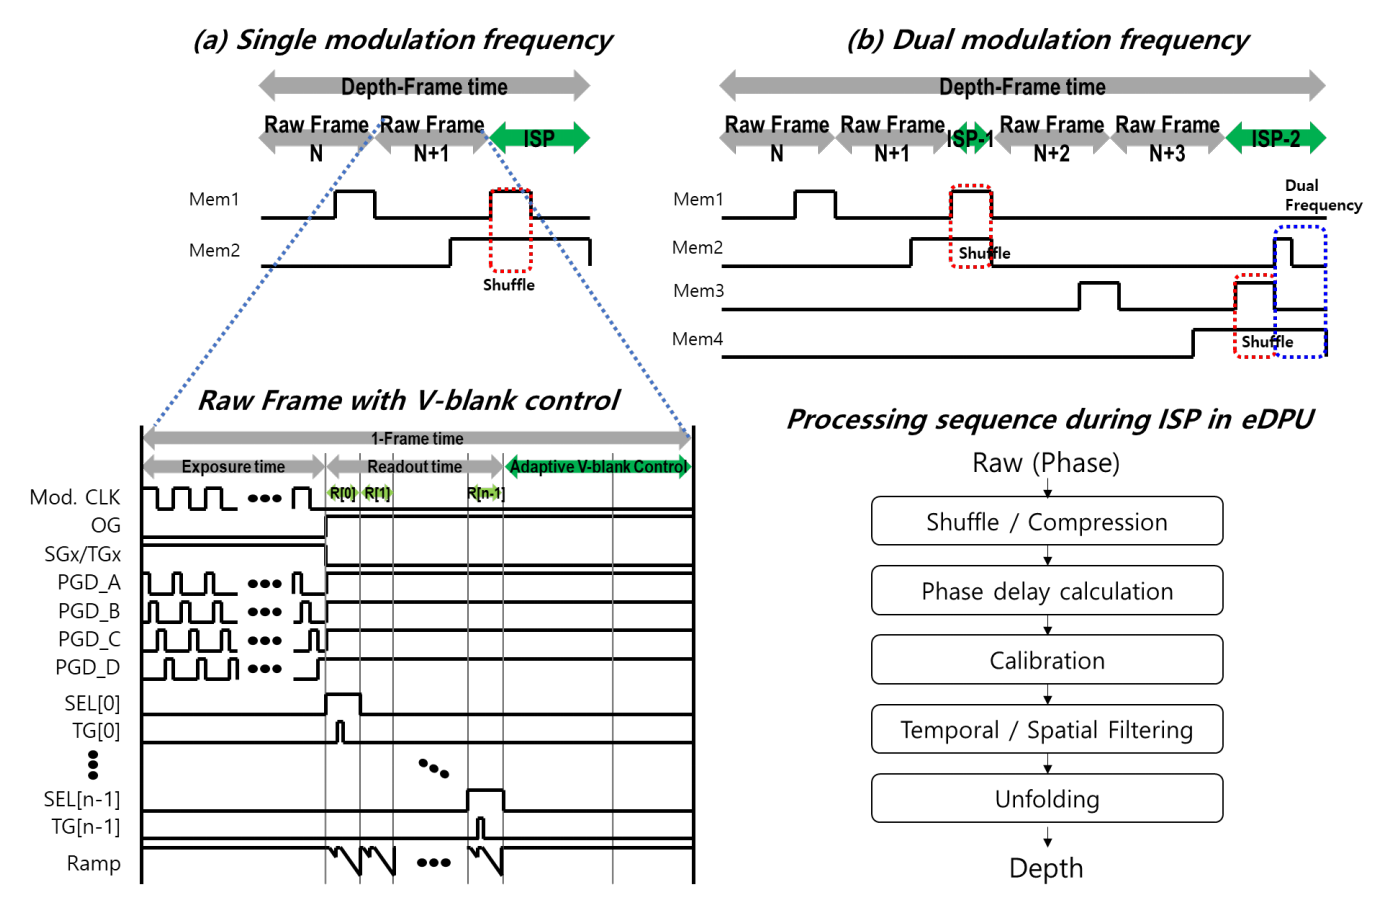 (a) Single modulation frequency
Depth-Frame time
Raw Frame
N
Raw Frame
N+1
ISP
Mem1
Mem2
Shuffle
(b) Dual modulation frequency
Depth-Frame time
Raw Frame
N
Raw Frame
N+1
ISP-1
Raw Frame
N+2
Raw Frame
N+3
ISP-2
Mem1
Mem2
Mem3
Mem4
Shuffle
Shuffle
Dual
Frequency
Raw Frame with V-blank control
1-Frame time
Exposure time
Readout time
Adaptive V-blank Control
Mod. CLK
R[0]
R[1]
R[n-1]
OG
SGx/TGx
PGD_A
PGD_B
PGD_C
PGD_D
SEL[0]
TG[0]
SEL[n-1]
TG[n-1]
Ramp
Processing sequence during ISP in eDPU
Raw (Phase)
Shuffle / Compression
Phase delay calculation
Calibration
Temporal / Spatial Filtering
Unfolding
Depth